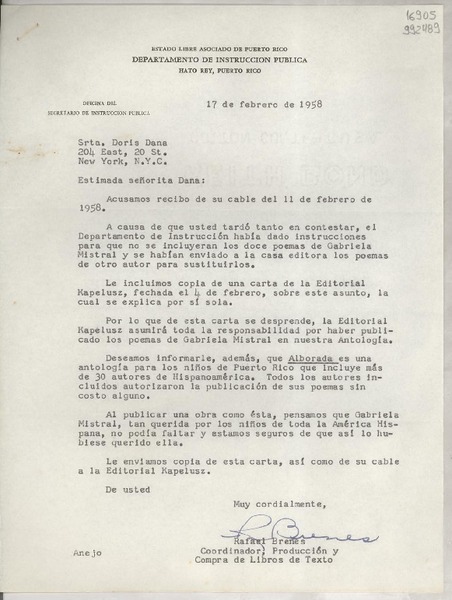 16905
992489
ESTADO LIBRE ASOCIADO DE PUERTO RICO
DEPARTAMENTO DE INSTRUCCION PUBLICA
HATO REY, PUERTO RICO
OFICINA DEL
SECRETARIO DE INSTRUCCION PUBLICA
17 de febrero de 1958
Srta. Doris Dana
204 East, 20 St.
New York, N.Y.C.
Estimada señorita Dana:
Acusamos recibo de su cable del 11 de febrero de
1958.
A causa de que usted tardó tanto en contestar, el
Departamento de Instrucción había dado instrucciones
para que no se incluyeran los doce poemas de Gabriela
Mistral y se habían enviado a la casa editora los poemas
de otro autor para sustituirlos.
Le incluimos copia de una carta de la Editorial
Kapelusz, fechada el 4 de febrero, sobre este asunto, la
cual se explica por sí sola.
Por lo que de esta carta se desprende, la Editorial
Kapelusz asumirá toda la responsabilidad por haber publi-
cado los poemas de Gabriela Mistral en nuestra Antología.
Deseamos informarle, además, que Alborada es una
antología para los niños de Puerto Rico que incluye más
de 30 autores de Hispanoamérica. Todos los autores in-
cluidos autorizaron la publicación de sus poemas sin
costo alguno.
Al publicar una obra como ésta, pensamos que Gabriela
Mistral, tan querida por los niños de toda la América His-
pana, no podía faltar y estamos seguros de que así lo hu-
biese querido ella.
Le enviamos copia de esta carta, así como de su cable
a la Editorial Kapelusz.
De usted
Muy cordialmente,
R. Brenes
Rafael Brenes
Anejo
Coordinador, Producción y
Compra de Libros de Texto